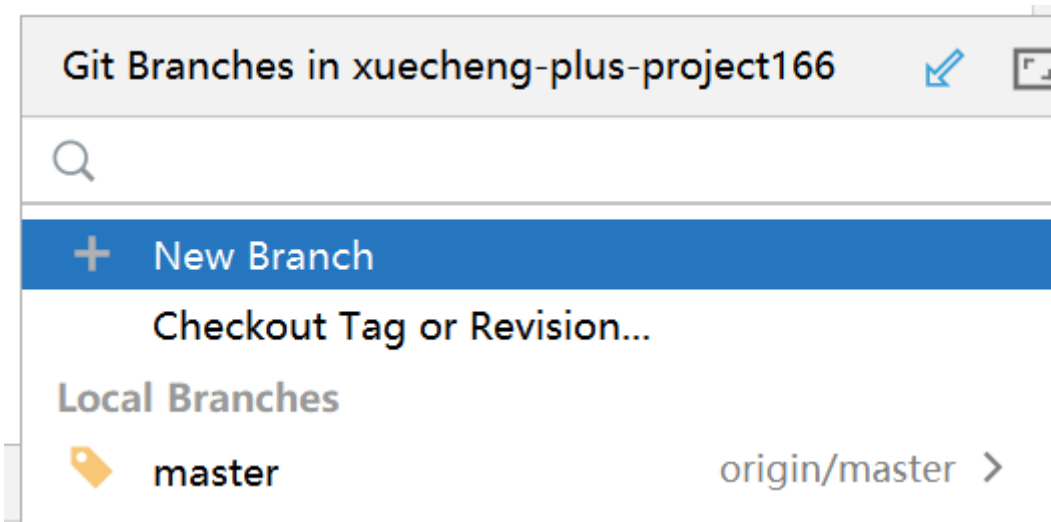 Git Branches in xuecheng-plus-project166
New Branch
Checkout Tag or Revision...
Local Branches
master origin/master